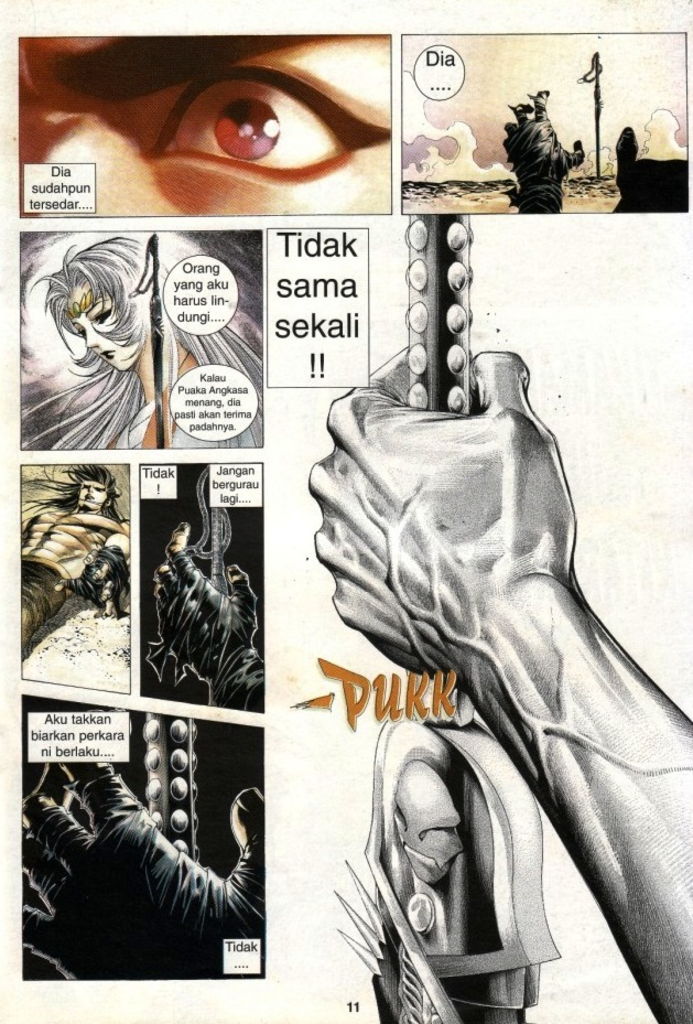 Dia
sudahpun
tersedar....
Dia
....
Orang
yang aku
harus lin-
dungi....
Kalau
Puaka Angkasa
menang, dia
pasti akan terima
padahnya.
Tidak
sama
sekali
!!
Tidak
!
Jangan
bergurau
lagi....
PUKK
Aku takkan
biarkan perkara
ni berlaku....
Tidak
....
11